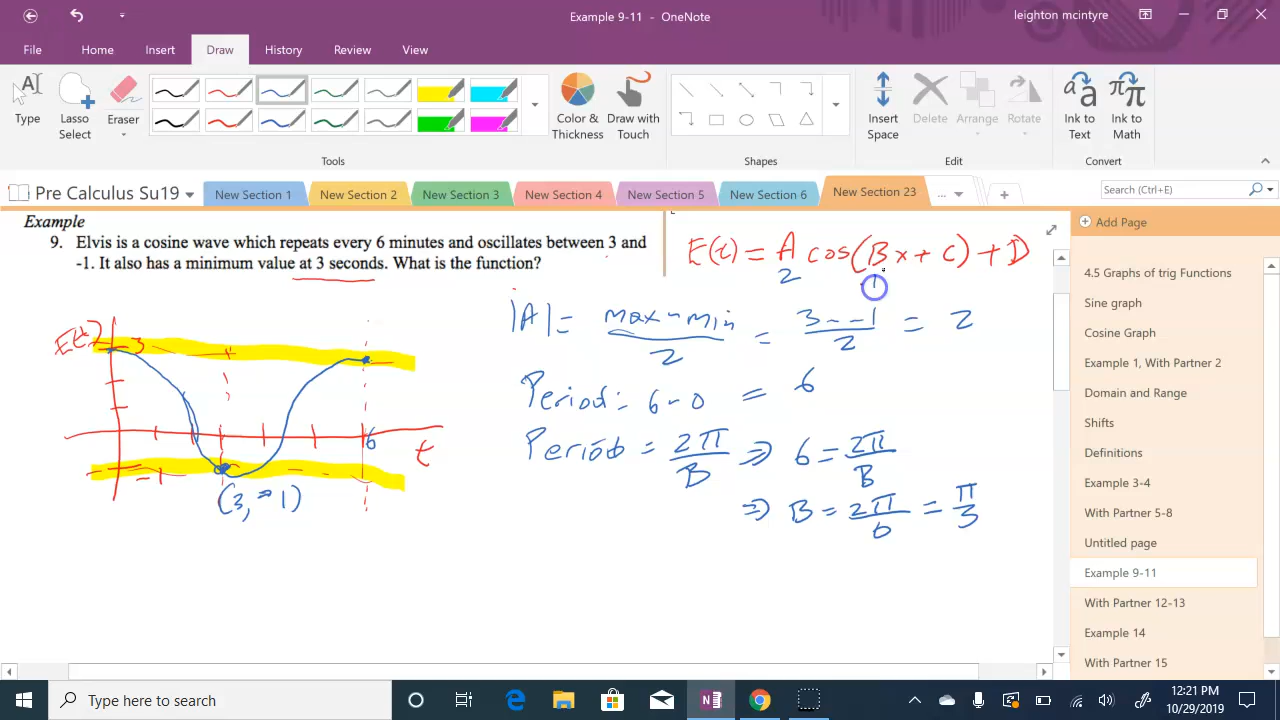 Example 9-11 - OneNote
leighton mcintyre
File Home Insert Draw History Review View
Type
Lasso Select
Eraser
Color & Thickness
Draw with Touch
Insert Space
Delete
Arrange
Rotate
Ink to Text
Ink to Math
Tools
Shapes
Edit
Convert
Pre Calculus Su19
New Section 1
New Section 2
New Section 3
New Section 4
New Section 5
New Section 6
New Section 23
...
Search (Ctrl+E)
Example
9. Elvis is a cosine wave which repeats every 6 minutes and oscillates between 3 and
-1. It also has a minimum value at 3 seconds. What is the function?
E(t) = A cos(Bx + C) + D
2
|A| = max - min / 2 = 3 - -1 / 2 = 2
Period: 6 - 0 = 6
Period = 2π / B => 6 = 2π / B
=> B = 2π / 6 = π / 3
E(t)
3
-1
6
t
(3, -1)
Add Page
4.5 Graphs of trig Functions
Sine graph
Cosine Graph
Example 1, With Partner 2
Domain and Range
Shifts
Definitions
Example 3-4
With Partner 5-8
Untitled page
Example 9-11
With Partner 12-13
Example 14
With Partner 15
Type here to search
12:21 PM
10/29/2019